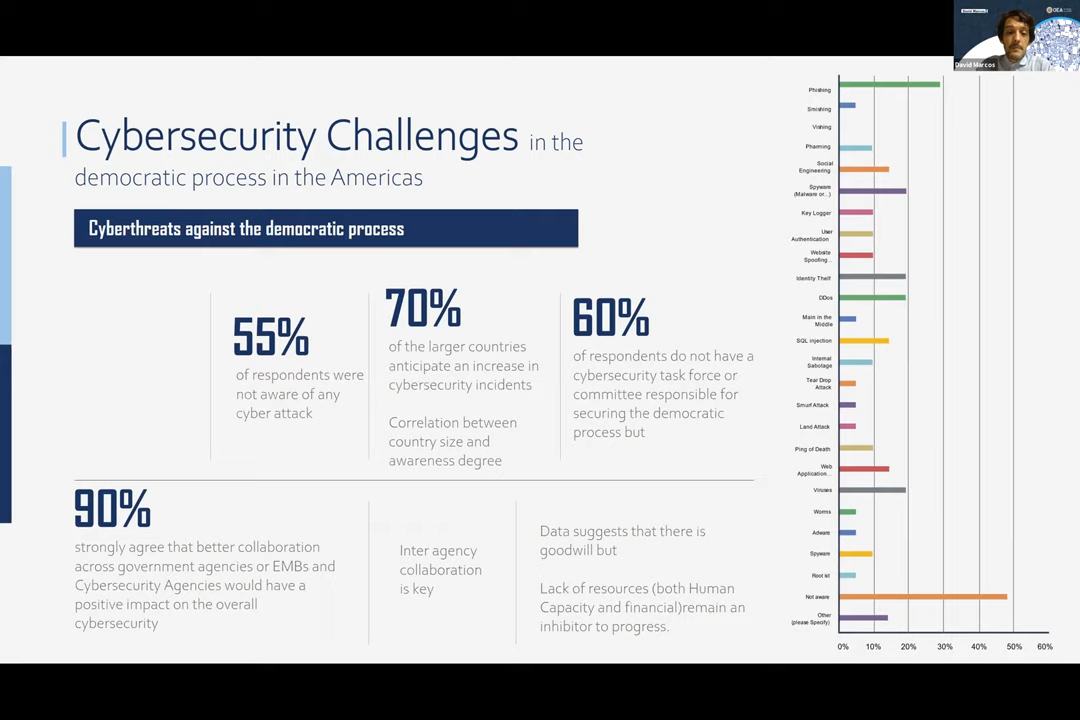 David Marcos
OEA
David Marcos
Cybersecurity Challenges in the
democratic process in the Americas
Cyberthreats against the democratic process
55%
of respondents were
not aware of any
cyber attack
70%
of the larger countries
anticipate an increase in
cybersecurity incidents
Correlation between
country size and
awareness degree
60%
of respondents do not have a
cybersecurity task force or
committee responsible for
securing the democratic
process but
90%
strongly agree that better collaboration
across government agencies or EMBs and
Cybersecurity Agencies would have a
positive impact on the overall
cybersecurity
Inter agency
collaboration
is key
Data suggests that there is
goodwill but
Lack of resources (both Human
Capacity and financial)remain an
inhibitor to progress.
Phishing
Smishing
Vishing
Pharming
Social
Engineering
Spyware
(Malware or...)
Key Logger
User
Authentication
Website
Spoofing...
Identity Thelf
DDos
Main in the
Middle
SQL injection
Internal
Sabotage
Tear Drop
Attack
Smurf Attack
Land Attack
Ping of Death
Web
Application...
Viruses
Worms
Adware
Spyware
Root kt
Not aware
Other
(please Specify)
0% 10% 20% 30% 40% 50% 60%